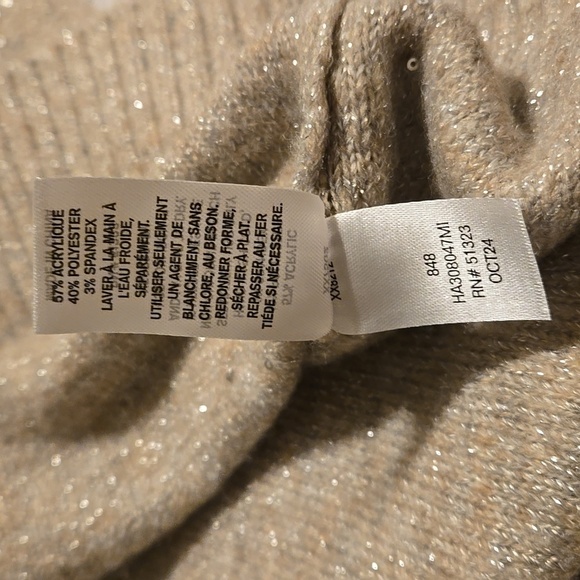 57% ACRYLIQUE
40% POLYESTER
3% SPANDEX
LAVER À LA MAIN À
L'EAU FROIDE,
SÉPARÉMENT.
UTILISER SEULEMENT
UN AGENT DE
BLANCHIMENT SANS
CHLORE, AU BESON.
REDONNER FORME,
SÉCHER À PLAT.
REPASSER AU FER
TIÈDE SI NÉCESSAIRE.
848
HA308047MI
RN# 51323
OCT24